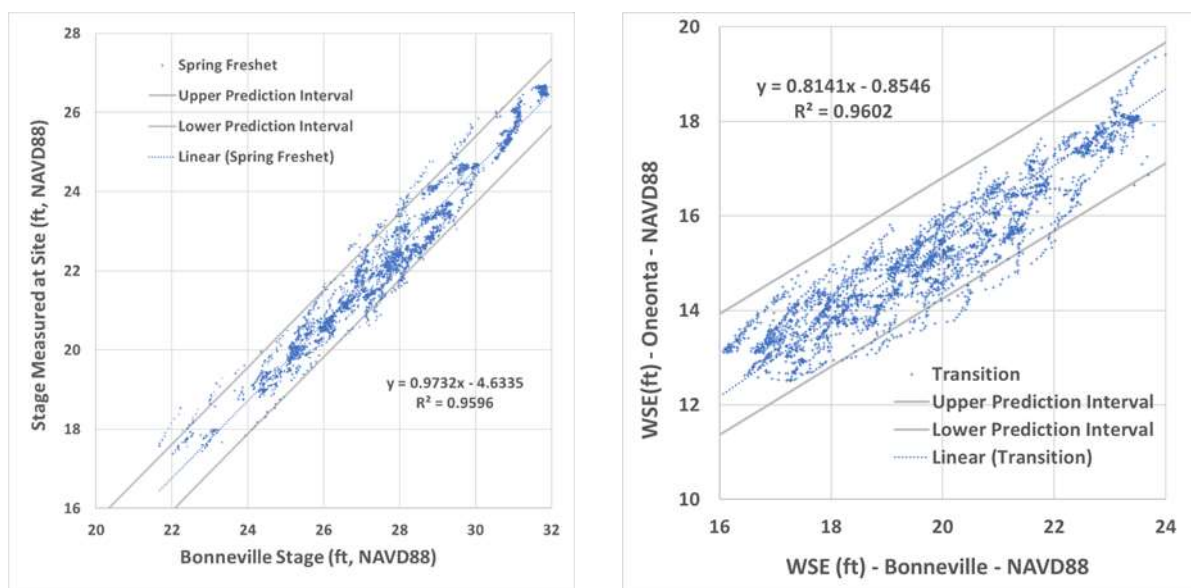 28
26
24
22
20
18
16
Stage Measured at Site (ft, NAVD88)
Spring Freshet
Upper Prediction Interval
Lower Prediction Interval
Linear (Spring Freshet)
y = 0.9732x - 4.6335
R² = 0.9596
20 22 24 26 28 30 32
Bonneville Stage (ft, NAVD88)
20
18
16
14
12
10
WSE(ft) - Oneonta - NAVD88
y = 0.8141x - 0.8546
R² = 0.9602
Transition
Upper Prediction Interval
Lower Prediction Interval
Linear (Transition)
16 18 20 22 24
WSE (ft) - Bonneville - NAVD88